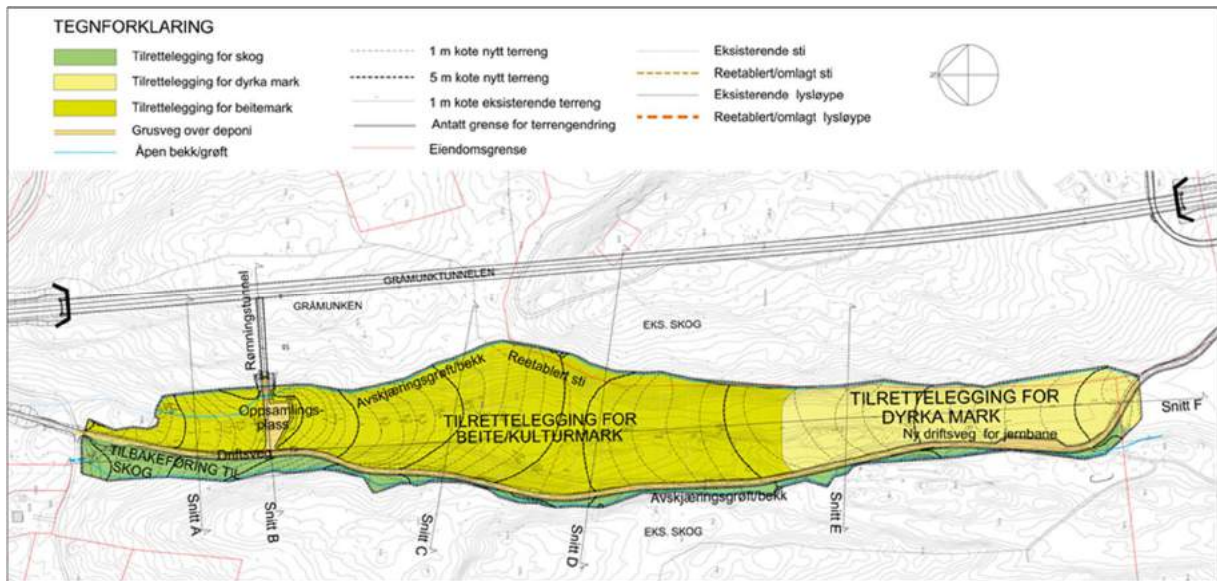 TEGNFORKLARING
Tilrettelegging for skog
Tilrettelegging for dyrka mark
Tilrettelegging for beitemark
Grusveg over deponi
Åpen bekk/grøft
1 m kote nytt terreng
5 m kote nytt terreng
1 m kote eksisterende terreng
Antatt grense for terrengendring
Eiendomsgrense
Eksisterende sti
Reetablert/omlagt sti
Eksisterende lysløype
Reetablert/omlagt lysløype
GRÅMUNKTUNNELEN
GRÅMUNKEN
Rømningstunnel
EKS. SKOG
Avskjæringsgrøft/bekk
Reetablert sti
Oppsamlings-
plass
TILRETTELEGGING FOR
BEITE/KULTURMARK
TILRETTELEGGING FOR
DYRKA MARK
Ny driftsveg for jernbane
Snitt F
Driftsveg
TILBAKEFØRING TIL
SKOG
Avskjæringsgrøft/bekk
EKS. SKOG
Snitt A
Snitt B
Snitt C
Snitt D
Snitt E